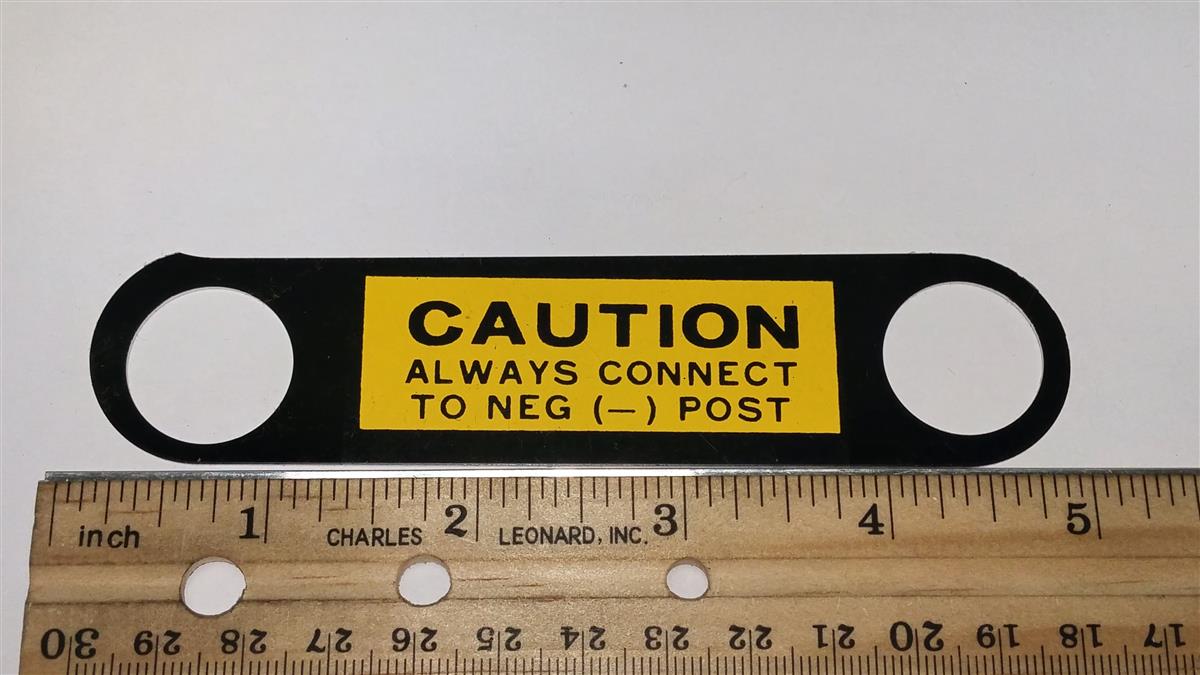 CAUTION
ALWAYS CONNECT
TO NEG (—) POST
1 2 3 4 5
inch CHARLES LEONARD, INC.
30 29 28 27 26 25 24 23 22 21 20 19 18 17